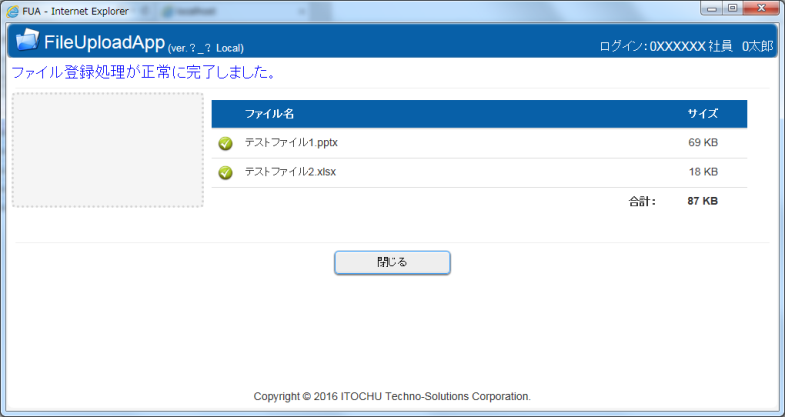 FUA - Internet Explorer
FileUploadApp (ver.?_? Local)
ログイン:0XXXXXX 社員 0太郎
ファイル登録処理が正常に完了しました。
ファイル名 サイズ
テストファイル1.pptx 69 KB
テストファイル2.xlsx 18 KB
合計: 87 KB
閉じる
Copyright © 2016 ITOCHU Techno-Solutions Corporation.